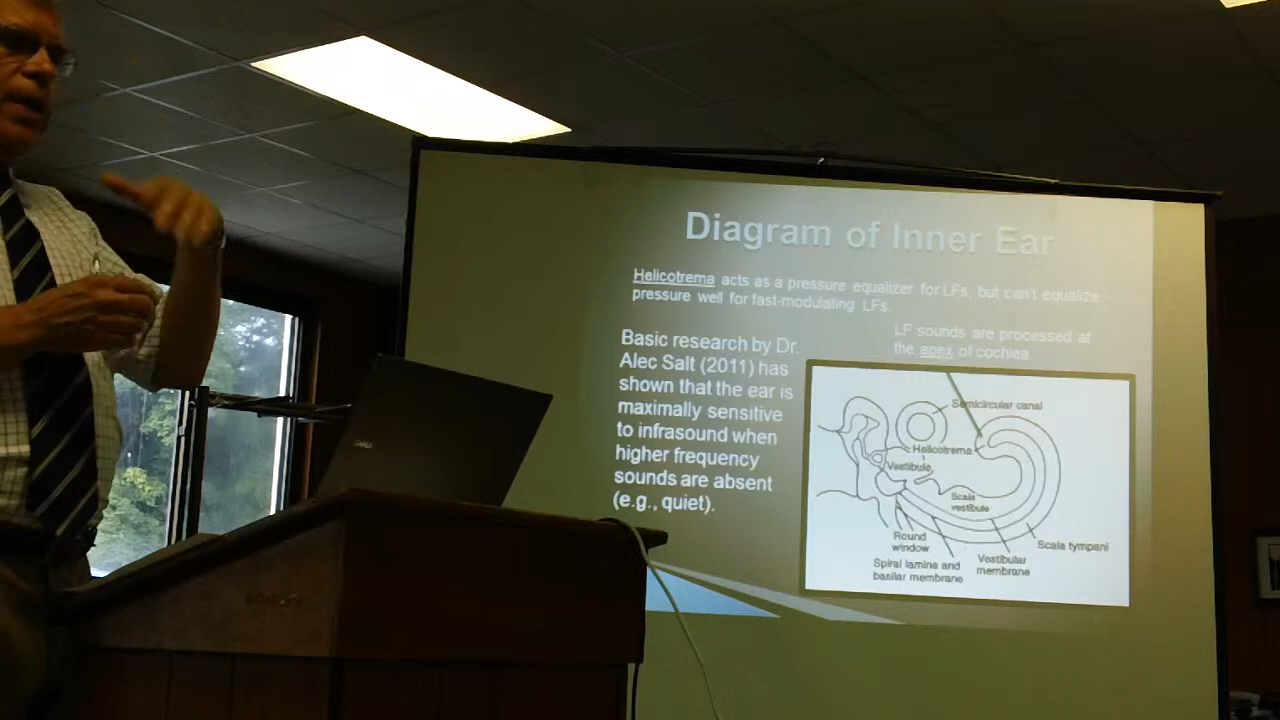 Diagram of Inner Ear
Helicotrema acts as a pressure equalizer for LFs, but can't equalize
pressure well for fast-modulating LFs.
Basic research by Dr.
Alec Salt (2011) has
shown that the ear is
maximally sensitive
to infrasound when
higher frequency
sounds are absent
(e.g., quiet).
LF sounds are processed at
the apex of cochlea
Semicircular canal
Helicotrema
Vestibule
Scala
vestibule
Round
window
Spiral lamina and
basilar membrane
Vestibular
membrane
Scala tympani
DELL